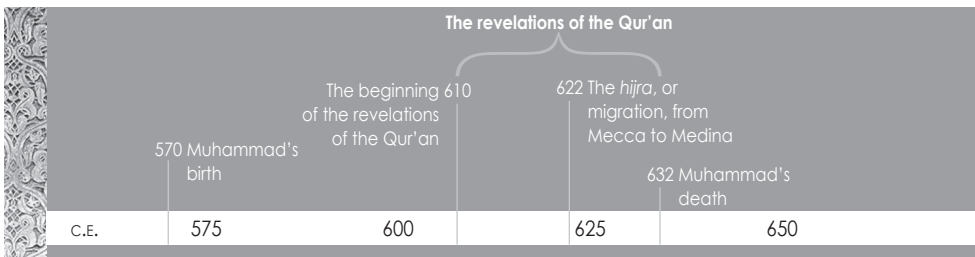 The revelations of the Qur’an
The beginning 610
of the revelations
of the Qur’an
622 The hijra, or
migration, from
Mecca to Medina
570 Muhammad’s
birth
632 Muhammad’s
death
C.E. 575 600 625 650